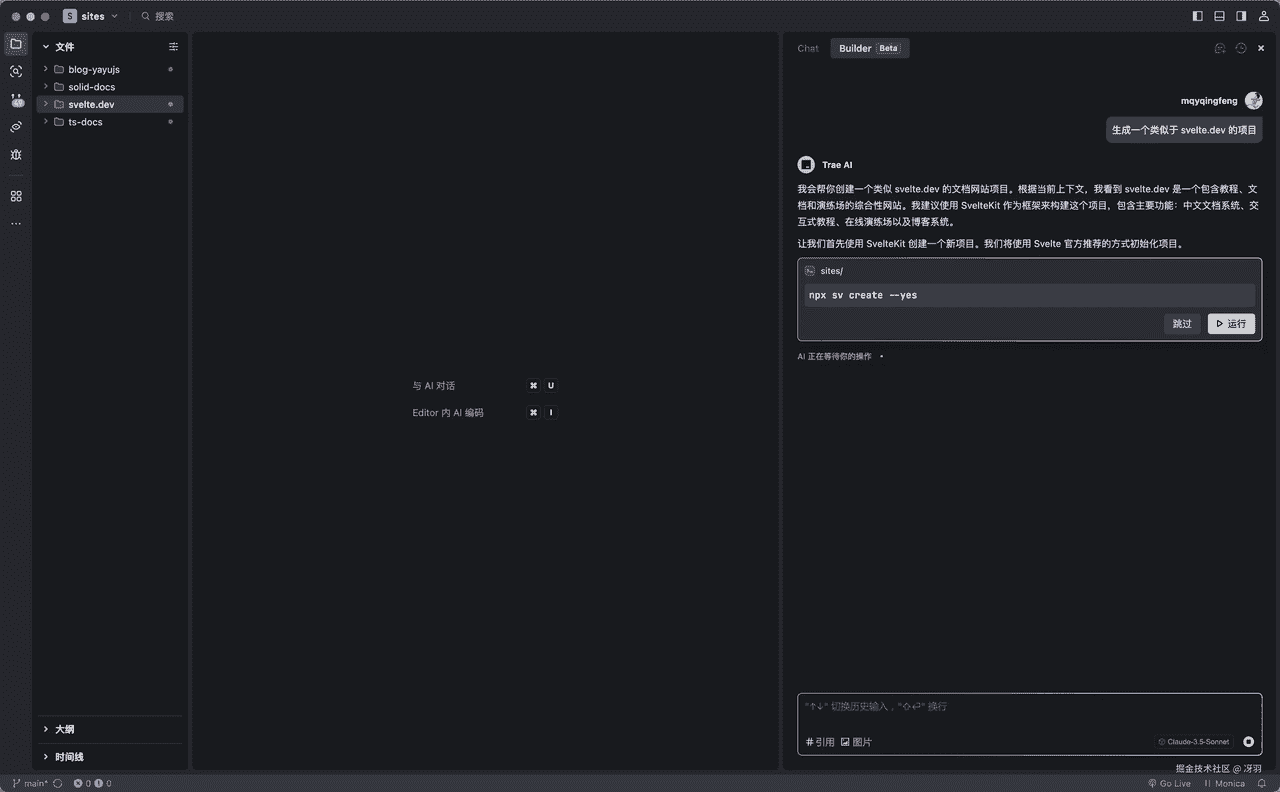 S sites
搜索
文件
blog-yayujs
solid-docs
svelte.dev
ts-docs
大纲
时间线
与 AI 对话 ⌘ U
Editor 内 AI 编码 ⌘ I
Chat Builder Beta
mqyqingfeng
生成一个类似于 svelte.dev 的项目
Trae AI
我会帮你创建一个类似 svelte.dev 的文档网站项目。根据当前上下文，我看到 svelte.dev 是一个包含教程、文
档和演练场的综合性网站。我建议使用 SvelteKit 作为框架来构建这个项目，包含主要功能：中文文档系统、交
互式教程、在线演练场以及博客系统。
让我们首先使用 SvelteKit 创建一个新项目。我们将使用 Svelte 官方推荐的方式初始化项目。
sites/
npx sv create --yes
跳过 运行
AI 正在等待你的操作
"↑↓" 切换历史输入，"⇧⏎" 换行
# 引用 图片
Claude-3.5-Sonnet
掘金技术社区 @ 冴羽
main* 0 0
Go Live Monica